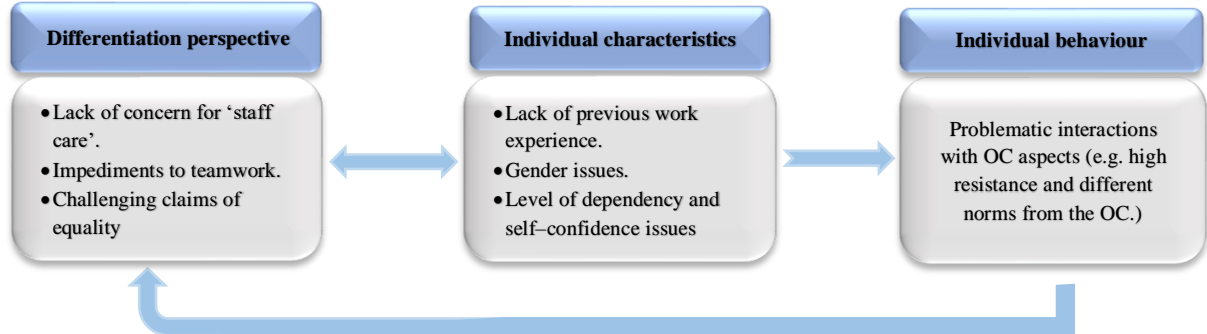 Differentiation perspective
• Lack of concern for ‘staff
care’.
• Impediments to teamwork.
• Challenging claims of
equality
Individual characteristics
• Lack of previous work
experience.
• Gender issues.
• Level of dependency and
self–confidence issues
Individual behaviour
Problematic interactions
with OC aspects (e.g. high
resistance and different
norms from the OC.)